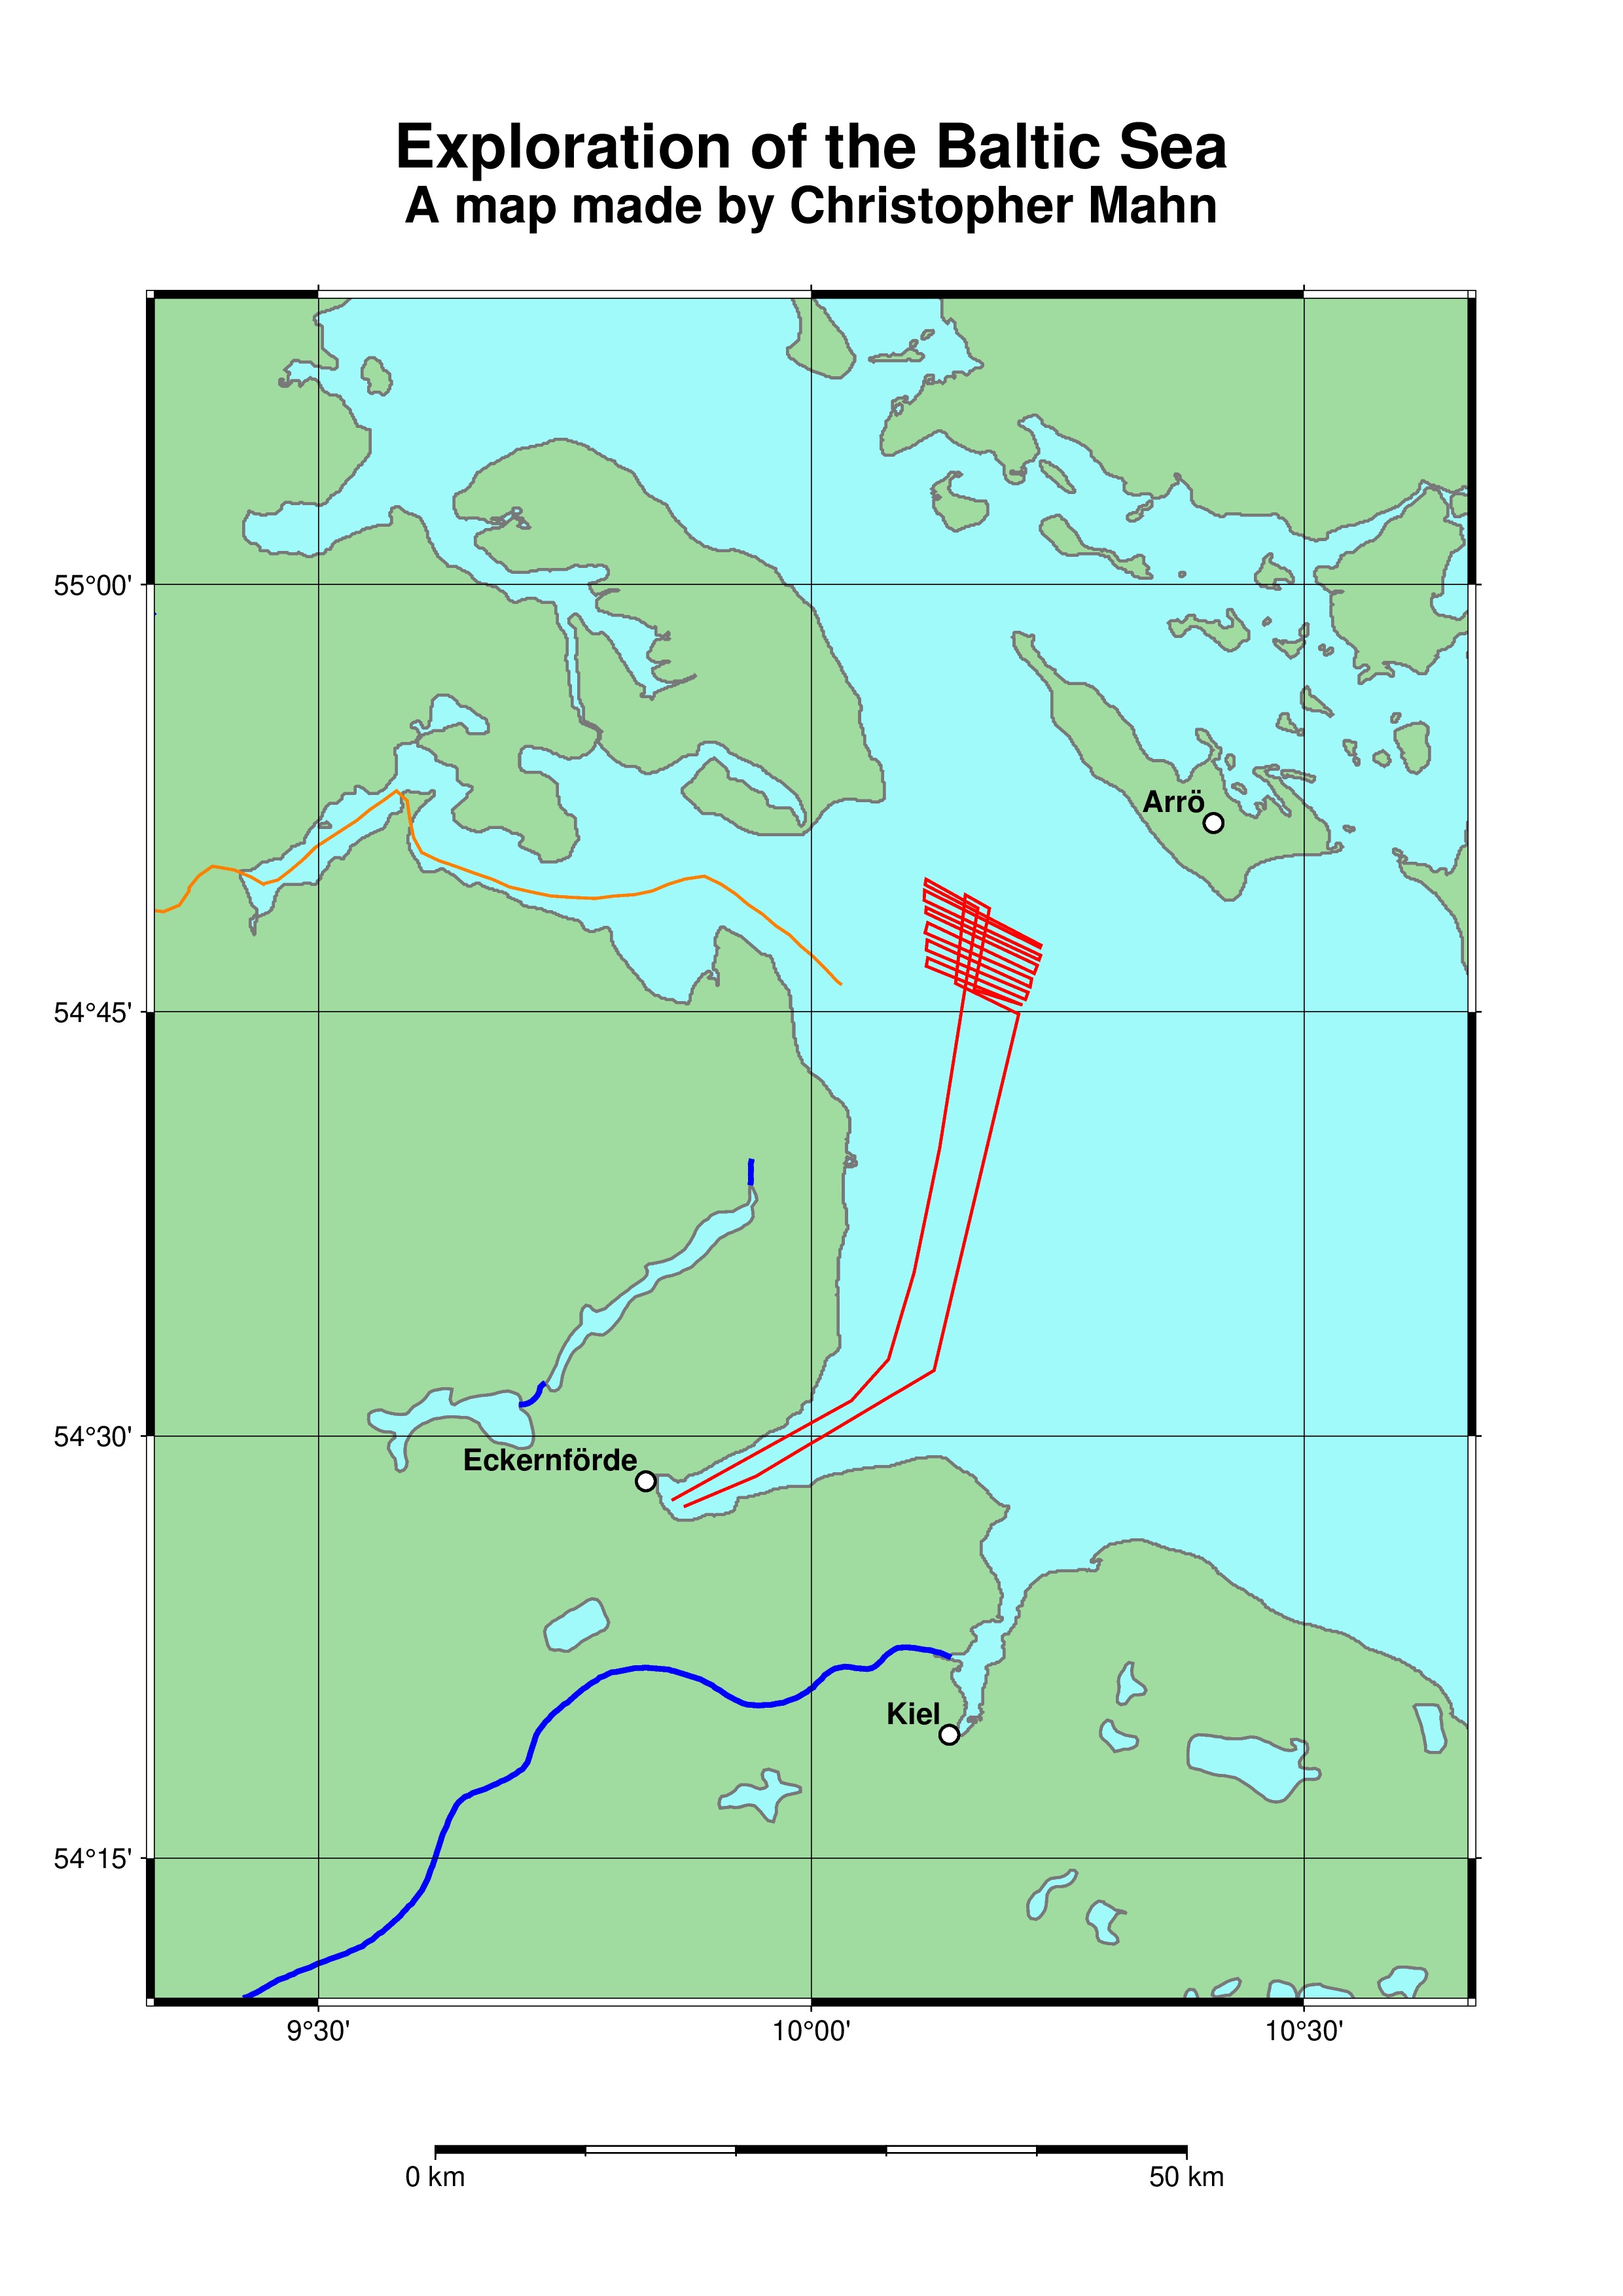 Exploration of the Baltic Sea
A map made by Christopher Mahn
55°00'
Arrö
54°45'
54°30'
Eckernförde
Kiel
54°15'
9°30' 10°00' 10°30'
0 km 50 km